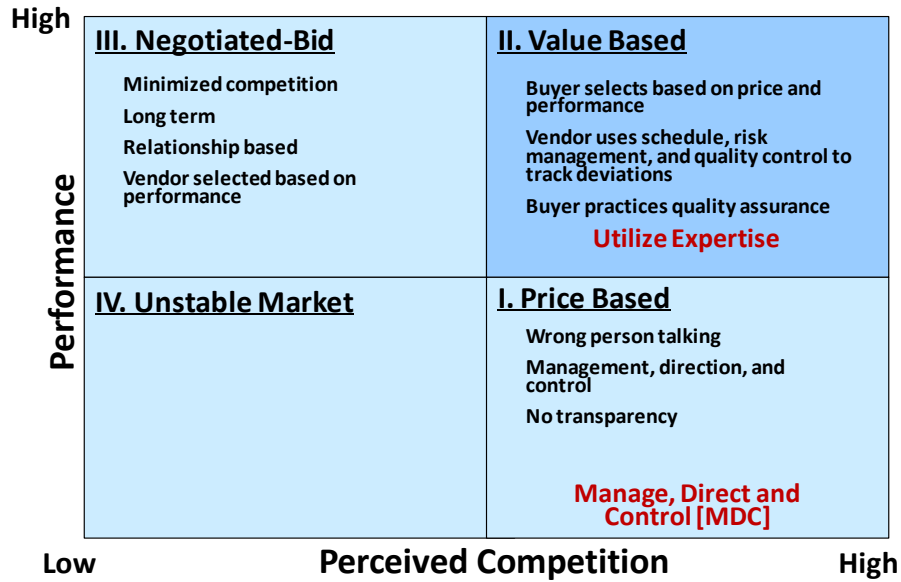 High
III. Negotiated-Bid
Minimized competition
Long term
Relationship based
Vendor selected based on
performance
II. Value Based
Buyer selects based on price and
performance
Vendor uses schedule, risk
management, and quality control to
track deviations
Buyer practices quality assurance
Utilize Expertise
Performance
IV. Unstable Market
I. Price Based
Wrong person talking
Management, direction, and
control
No transparency
Manage, Direct and
Control [MDC]
Low
Perceived Competition
High